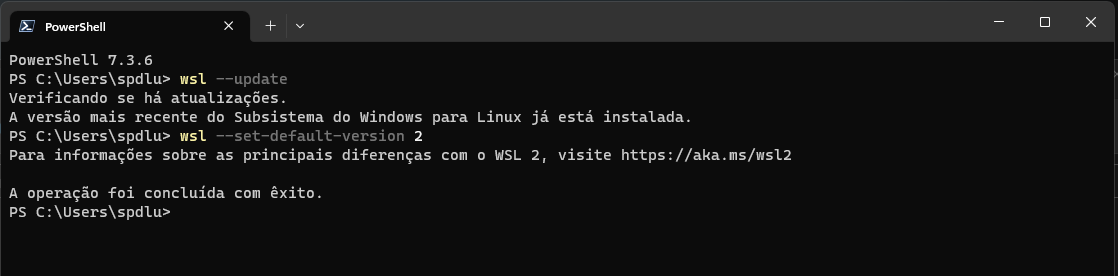 PowerShell
PowerShell 7.3.6
PS C:\Users\spdlu> wsl --update
Verificando se há atualizações.
A versão mais recente do Subsistema do Windows para Linux já está instalada.
PS C:\Users\spdlu> wsl --set-default-version 2
Para informações sobre as principais diferenças com o WSL 2, visite https://aka.ms/wsl2
A operação foi concluída com êxito.
PS C:\Users\spdlu>